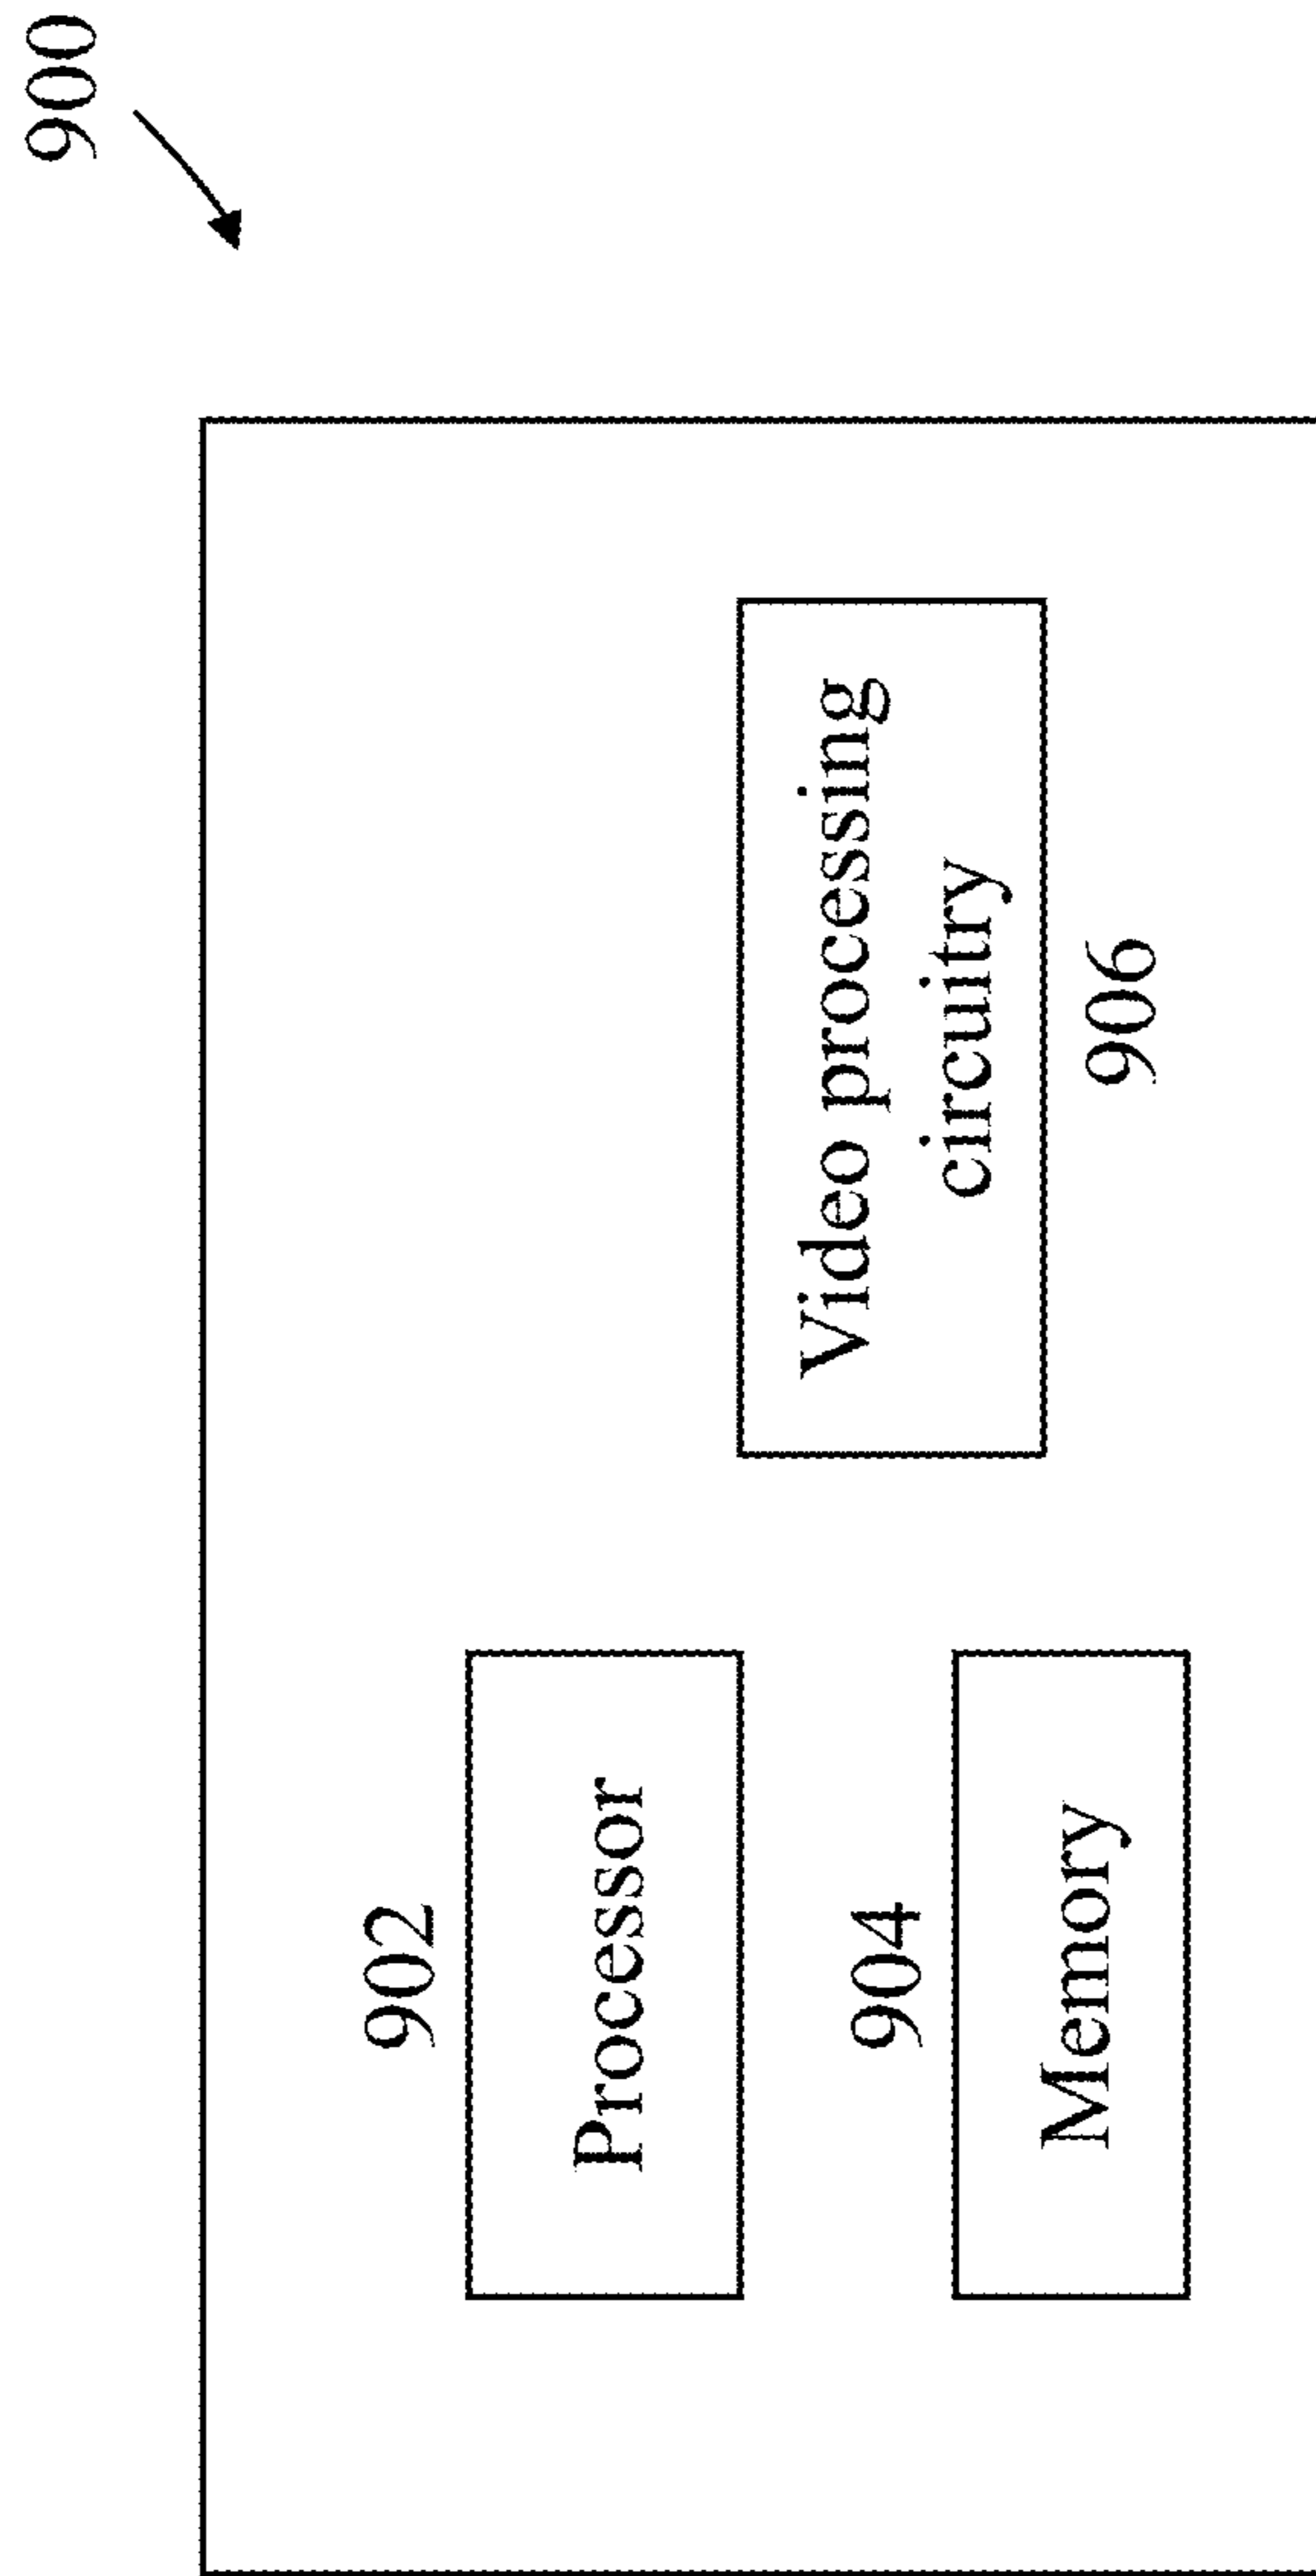 900
902
Processor
904
Memory
Video processing
circuitry
906